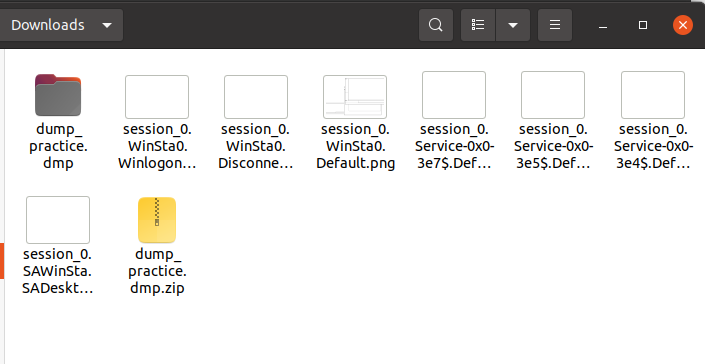 Downloads
dump_
practice.
dmp
session_0.
WinSta0.
Winlogon…
session_0.
WinSta0.
Disconne…
session_0.
WinSta0.
Default.png
session_0.
Service-0x0-
3e7$.Def…
session_0.
Service-0x0-
3e5$.Def…
session_0.
Service-0x0-
3e4$.Def…
session_0.
SAWinSta.
SADeskt…
dump_
practice.
dmp.zip